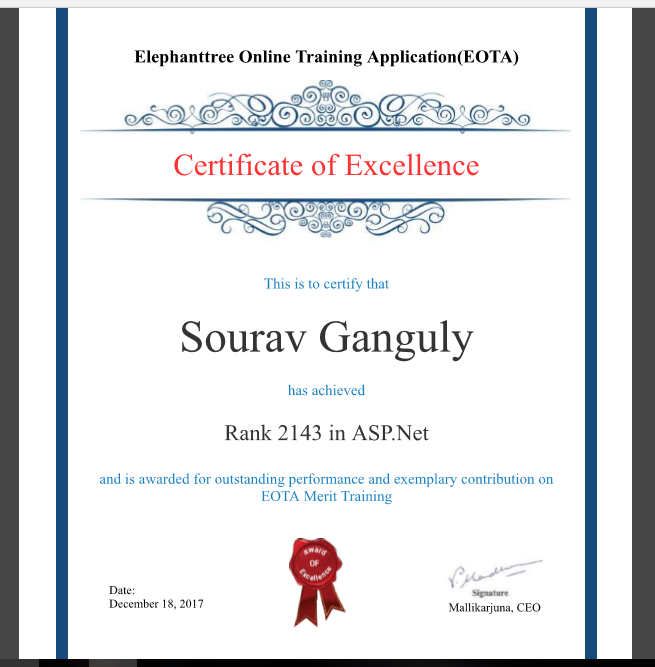 Elephanttree Online Training Application(EOTA)
Certificate of Excellence
This is to certify that
Sourav Ganguly
has achieved
Rank 2143 in ASP.Net
and is awarded for outstanding performance and exemplary contribution on
EOTA Merit Training
award
OF
Excellence
Date:
December 18, 2017
Signature
Mallikarjuna, CEO